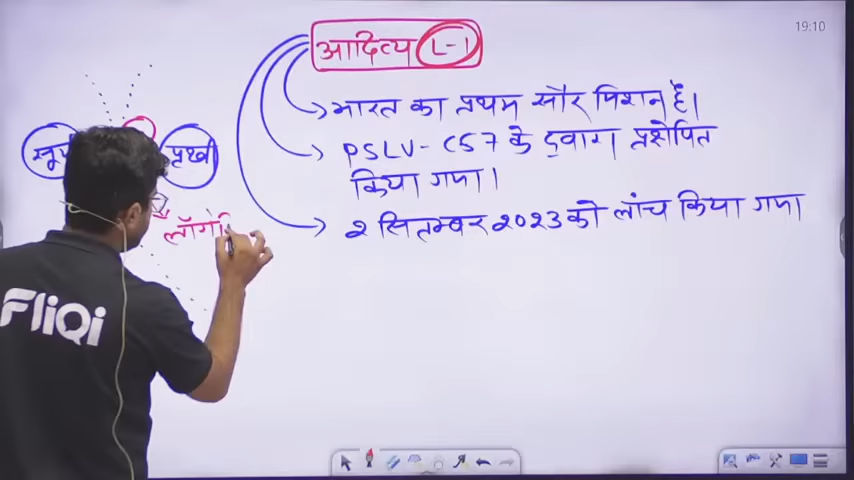 19:10
आदित्य L-1
भारत का प्रथम सौर मिशन है।
PSLV-C57 के द्वारा प्रक्षेपित
किया गया।
2 सितम्बर 2023 को लांच किया गया
पृथ्वी
FliQi